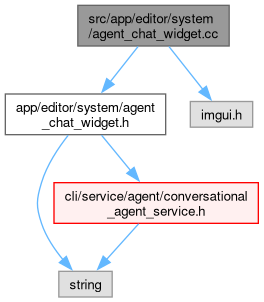 src/app/editor/system
/agent_chat_widget.cc
app/editor/system/agent
_chat_widget.h
imgui.h
cli/service/agent/conversational
_agent_service.h
string